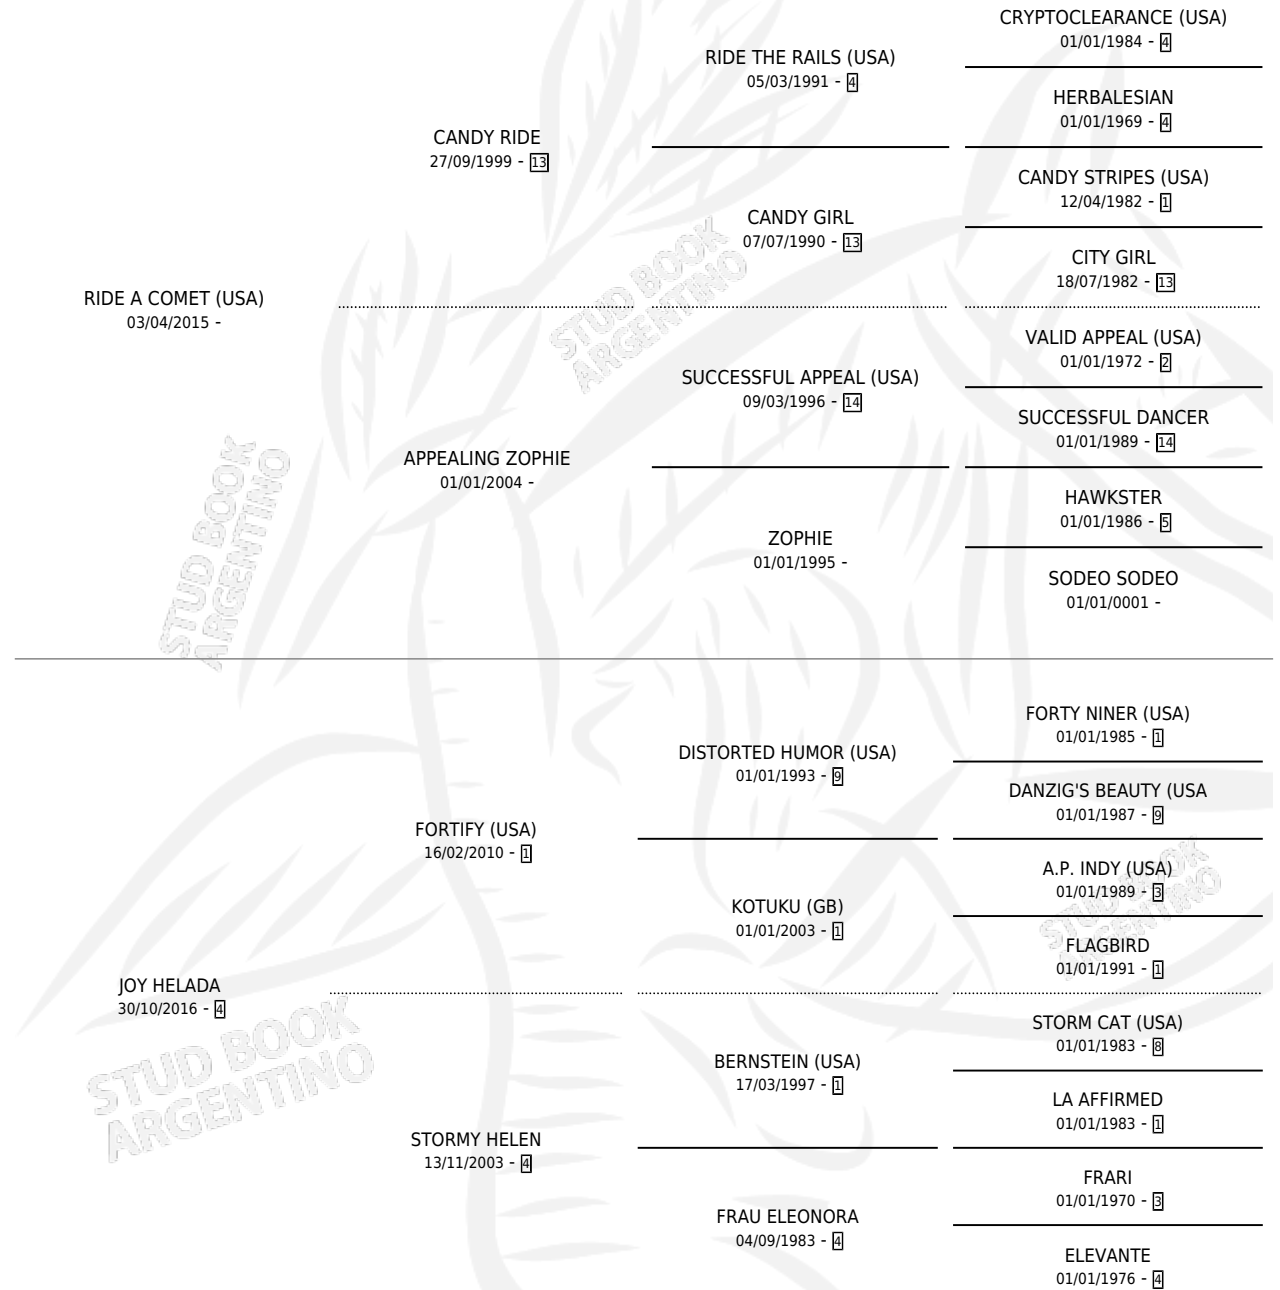 CRYPTOCLEARANCE (USA)
01/01/1984 - 4
RIDE THE RAILS (USA)
05/03/1991 - 4
HERBALESIAN
01/01/1969 - 4
CANDY RIDE
27/09/1999 - 13
CANDY STRIPES (USA)
12/04/1982 - 1
CANDY GIRL
07/07/1990 - 13
CITY GIRL
18/07/1982 - 13
RIDE A COMET (USA)
03/04/2015 -
STUD BOOK
ARGENTINO
VALID APPEAL (USA)
01/01/1972 - 2
SUCCESSFUL APPEAL (USA)
09/03/1996 - 14
SUCCESSFUL DANCER
01/01/1989 - 14
APPEALING ZOPHIE
01/01/2004 -
HAWKSTER
01/01/1986 - 5
ZOPHIE
01/01/1995 -
SODEO SODEO
01/01/0001 -
STUD BOOK
ARGENTINO
FORTY NINER (USA)
01/01/1985 - 1
DISTORTED HUMOR (USA)
01/01/1993 - 9
DANZIG'S BEAUTY (USA
01/01/1987 - 9
FORTIFY (USA)
16/02/2010 - 1
A.P. INDY (USA)
01/01/1989 - 3
KOTUKU (GB)
01/01/2003 - 1
STUD BOOK
ARGENTINO
FLAGBIRD
01/01/1991 - 1
JOY HELADA
30/10/2016 - 4
STUD BOOK
ARGENTINO
STORM CAT (USA)
01/01/1983 - 8
BERNSTEIN (USA)
17/03/1997 - 1
LA AFFIRMED
01/01/1983 - 1
STORMY HELEN
13/11/2003 - 4
FRARI
01/01/1970 - 3
FRAU ELEONORA
04/09/1983 - 4
ELEVANTE
01/01/1976 - 4